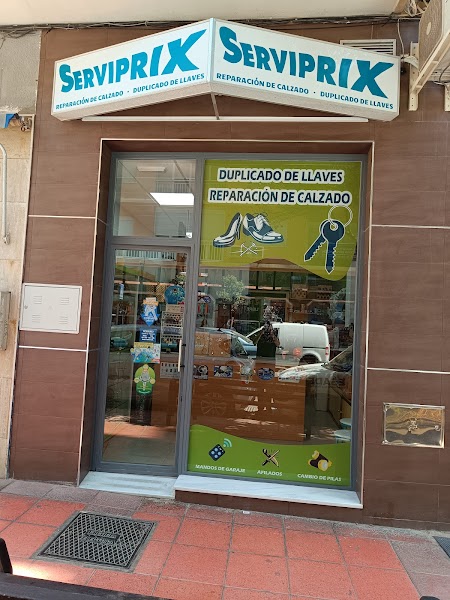 SERVIPRIX
REPARACIÓN DE CALZADO · DUPLICADO DE LLAVES
SERVIPRIX
REPARACIÓN DE CALZADO · DUPLICADO DE LLAVES
DUPLICADO DE LLAVES
REPARACIÓN DE CALZADO
MANDOS DE GARAJE
AFILADOS
CAMBIO DE PILAS